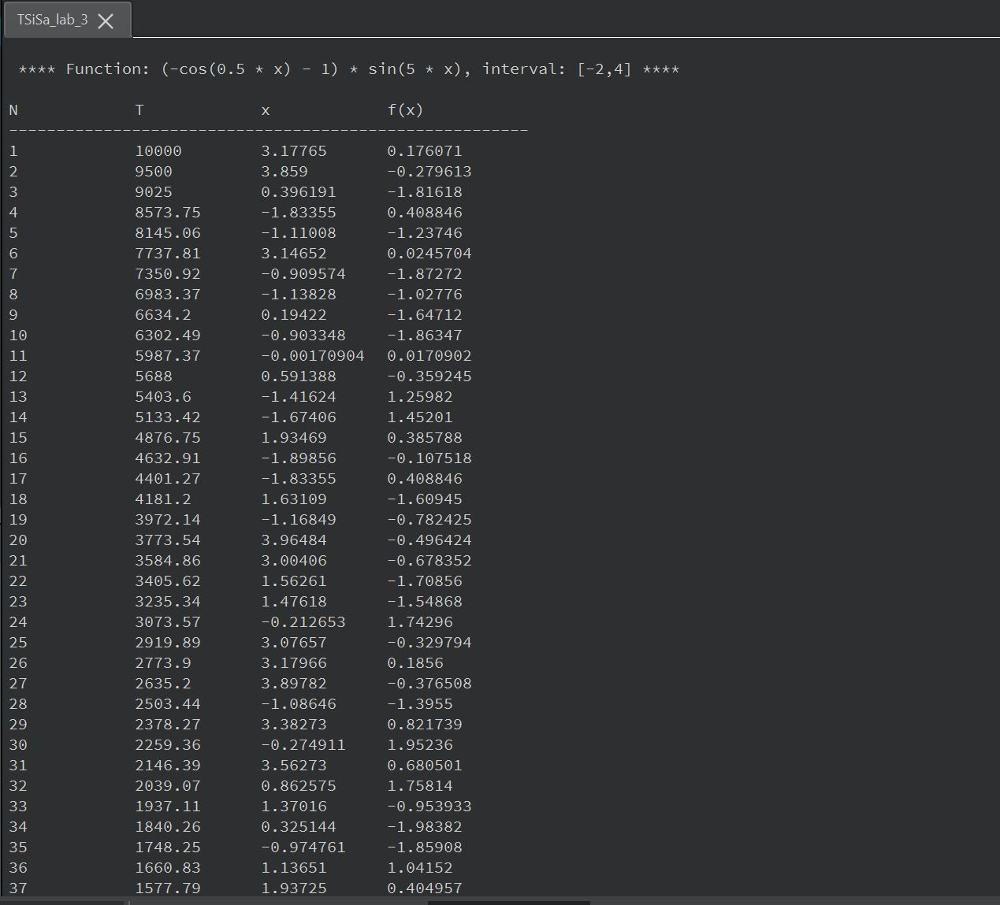 TSiSa_lab_3
**** Function: (-cos(0.5 * x) - 1) * sin(5 * x), interval: [-2,4] ****
N T x f(x)
-------------------------------------------------------
1 10000 3.17765 0.176071
2 9500 3.859 -0.279613
3 9025 0.396191 -1.81618
4 8573.75 -1.83355 0.408846
5 8145.06 -1.11008 -1.23746
6 7737.81 3.14652 0.0245704
7 7350.92 -0.909574 -1.87272
8 6983.37 -1.13828 -1.02776
9 6634.2 0.19422 -1.64712
10 6302.49 -0.903348 -1.86347
11 5987.37 -0.00170904 0.0170902
12 5688 0.591388 -0.359245
13 5403.6 -1.41624 1.25982
14 5133.42 -1.67406 1.45201
15 4876.75 1.93469 0.385788
16 4632.91 -1.89856 -0.107518
17 4401.27 -1.83355 0.408846
18 4181.2 1.63109 -1.60945
19 3972.14 -1.16849 -0.782425
20 3773.54 3.96484 -0.496424
21 3584.86 3.00406 -0.678352
22 3405.62 1.56261 -1.70856
23 3235.34 1.47618 -1.54868
24 3073.57 -0.212653 1.74296
25 2919.89 3.07657 -0.329794
26 2773.9 3.17966 0.1856
27 2635.2 3.89782 -0.376508
28 2503.44 -1.08646 -1.3955
29 2378.27 3.38273 0.821739
30 2259.36 -0.274911 1.95236
31 2146.39 3.56273 0.680501
32 2039.07 0.862575 1.75814
33 1937.11 1.37016 -0.953933
34 1840.26 0.325144 -1.98382
35 1748.25 -0.974761 -1.85908
36 1660.83 1.13651 1.04152
37 1577.79 1.93725 0.404957